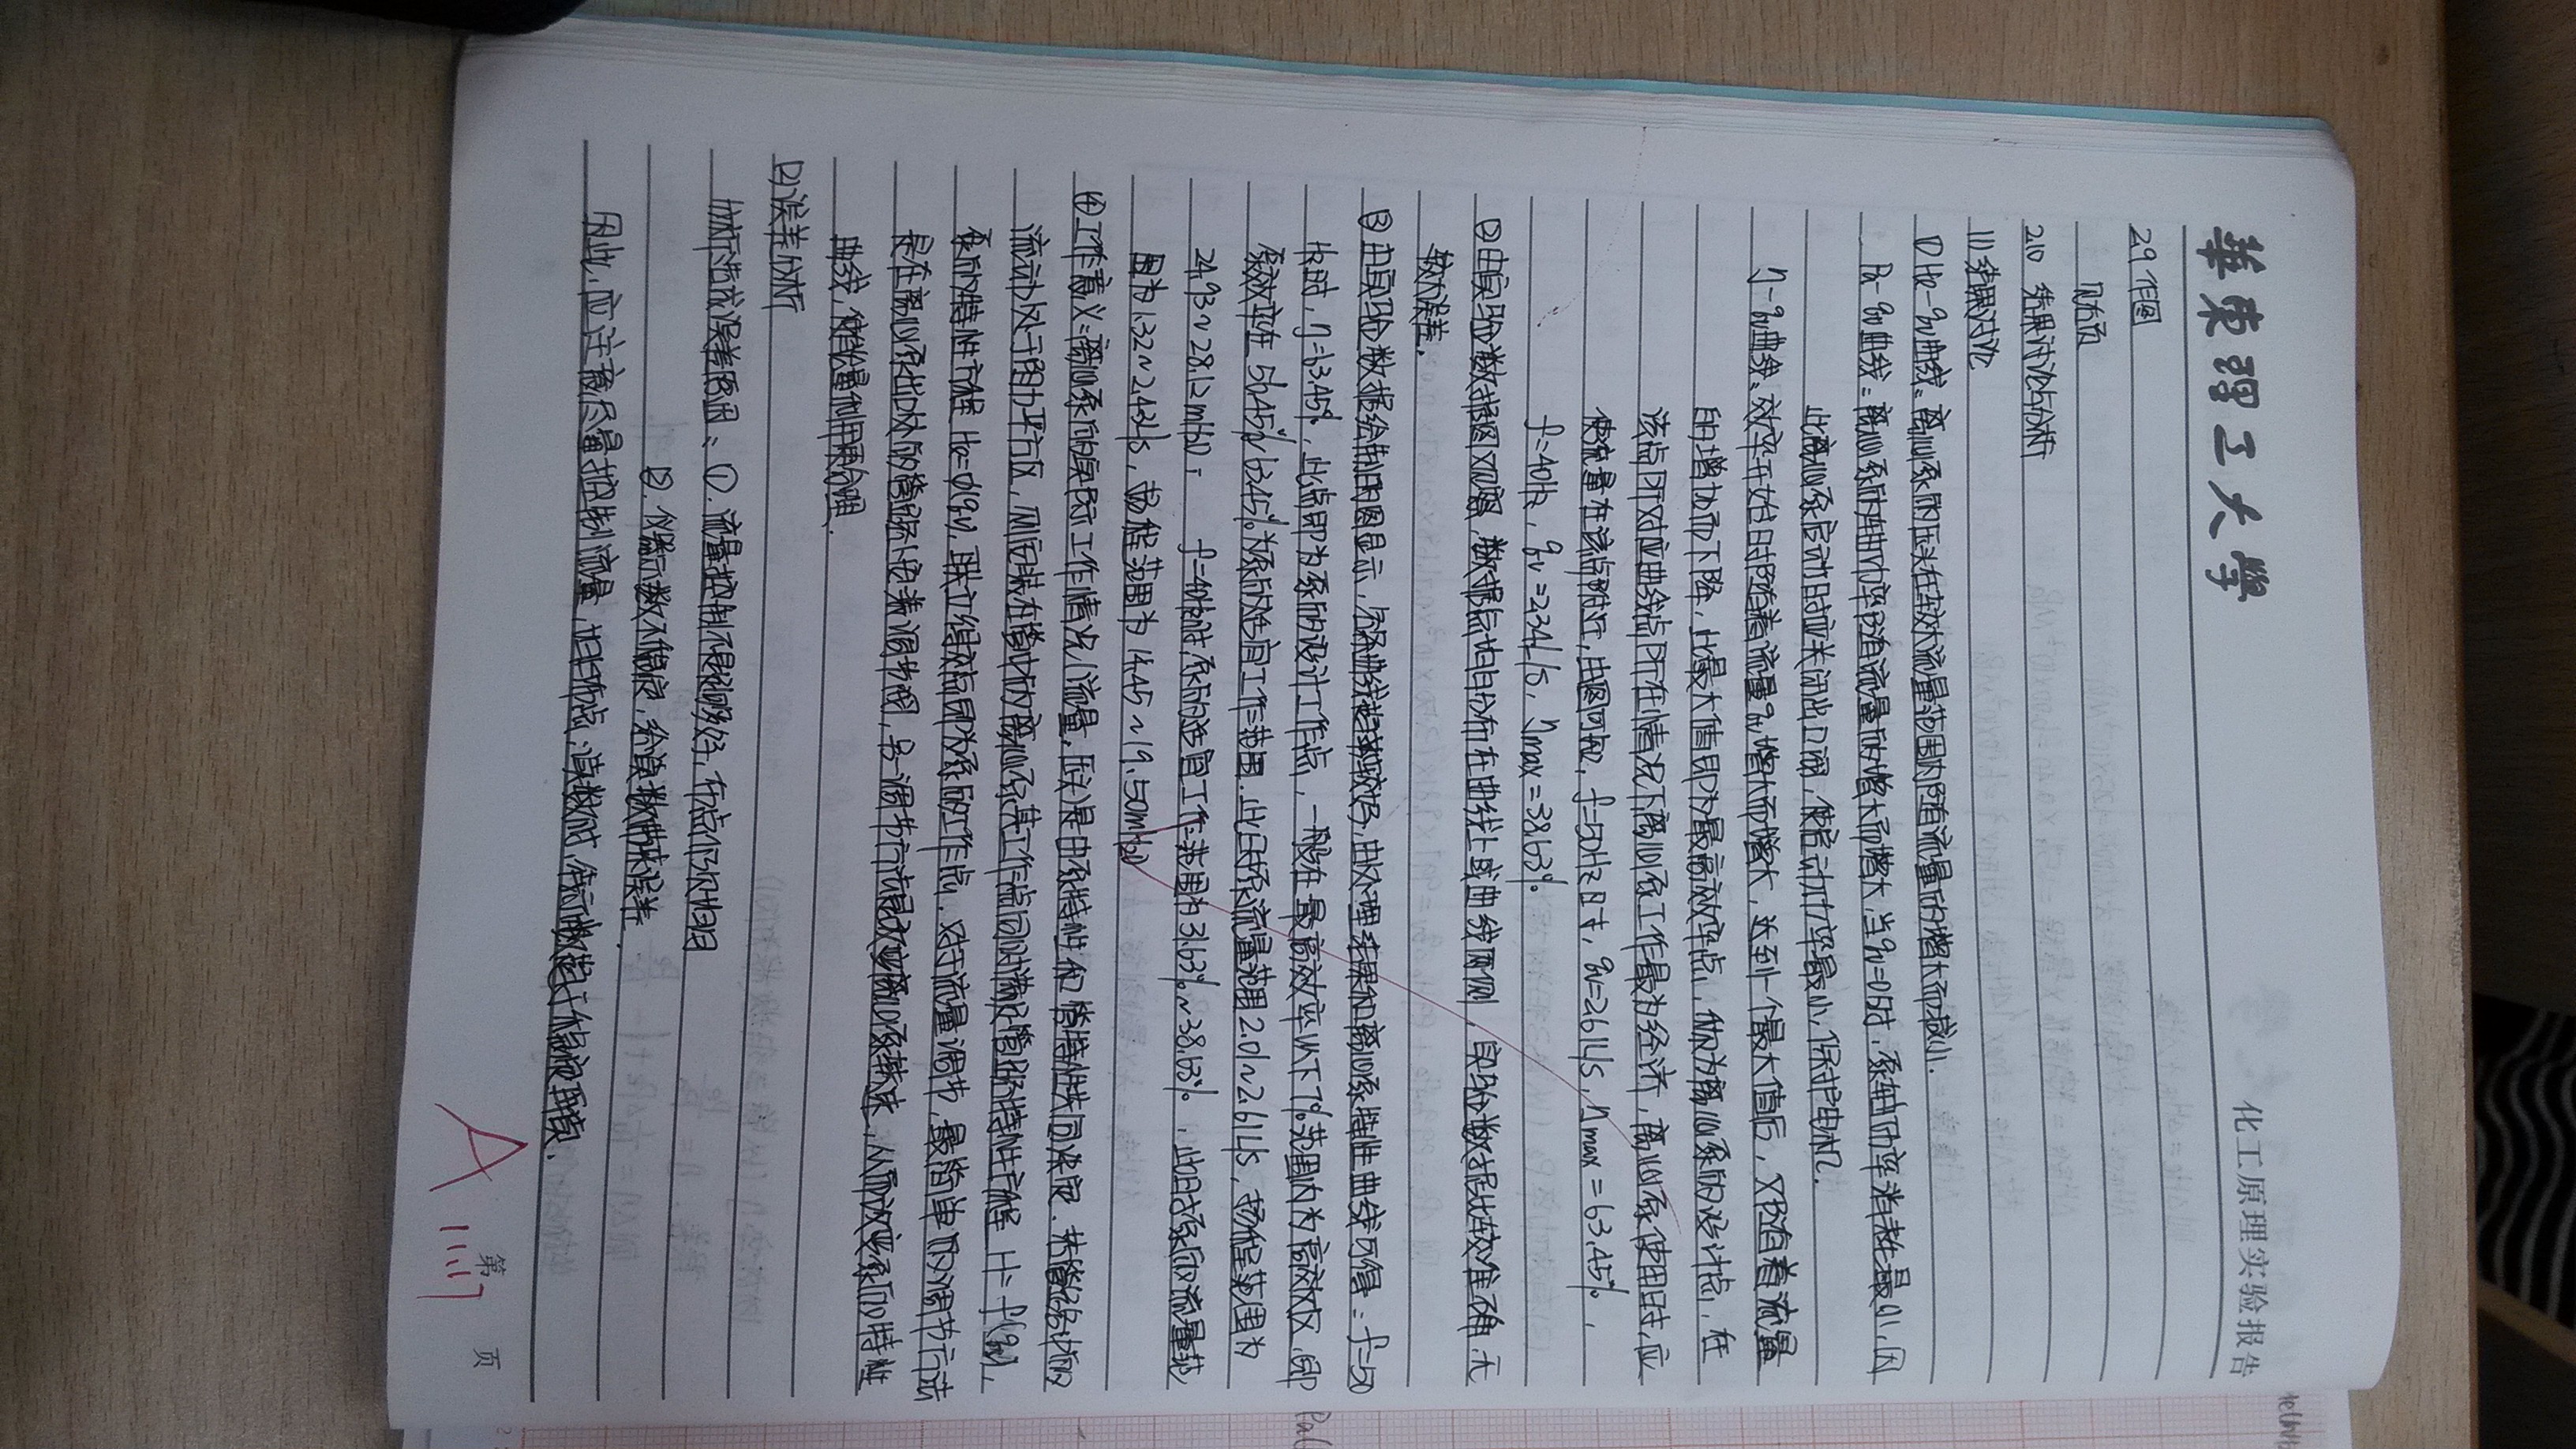 華東理工大學
化工原理实验报告
2.9 作图
见右页
2.10 结果讨论与分析
(1) 结果讨论
① He-qv曲线：离心泵的压头在较大流量范围内随流量的增大而减小.
Pa-qv曲线：离心泵的轴功率随流量的增大而增大,当qv=0时,泵轴功率消耗最小,因
此离心泵启动时应关闭出口阀,使启动功率最小,保护电机.
η-qv曲线：效率开始时随着流量qv增大而增大,达到一个最大值后,又随着流量
的增加而下降,此最大值即为最高效率点,称为离心泵的设计点,在
该点所对应曲线点所在情况下离心泵工作最为经济,离心泵使用时,应
使流量在该点附近,由图可知,f=50Hz时,qv=2.61L/s,ηmax=63.45%,
f=40Hz,qv=2.34L/s,ηmax=38.63%
② 由实验数据图观察,数据点均匀分布在曲线上或曲线两侧,实验数据比较准确,无
较大误差.
③ 由实验数据绘制的图显示,各条曲线趋势较好,由处理结果和离心泵特性曲线可得：f=50
Hz时,η=63.45%,此点即为泵的设计工作点,一般在最高效率以下7%范围内为高效区,即
泵效率在56.45%~63.45%为泵的适宜工作范围.此时泵流量范围2.01~2.61L/s,扬程范围为
24.93~28.12mH2O; f=40Hz时,泵的适宜工作范围为31.63%~38.63%,此时泵的流量范
围为1.32~2.43L/s,扬程范围为14.45~19.50mH2O
④ 工作意义：离心泵的实际工作情况(流量,压头)是由泵特性和管特性共同决定.若管路中的
流动处于阻力平方区,则安装在管中的离心泵其工作点同时满足管路特性方程H=f(qv),
泵的特性方程He=φ(qv),联立得交点即为泵的工作点.对于流量调节,最简单的调节方法
是在离心泵出口处的管路上安装调节阀,另一调节方法是改变离心泵转速,从而改变泵的特性
曲线,使能量利用更合理.
(2) 误差分析
分析造成误差原因：①.流量控制不是很好,布点不均
②.仪器示数不稳定,给读数带来误差.
因此,应注意尽量控制流量,均匀布点;读数时,待示数趋于稳定再读.
第 页
A 11.17